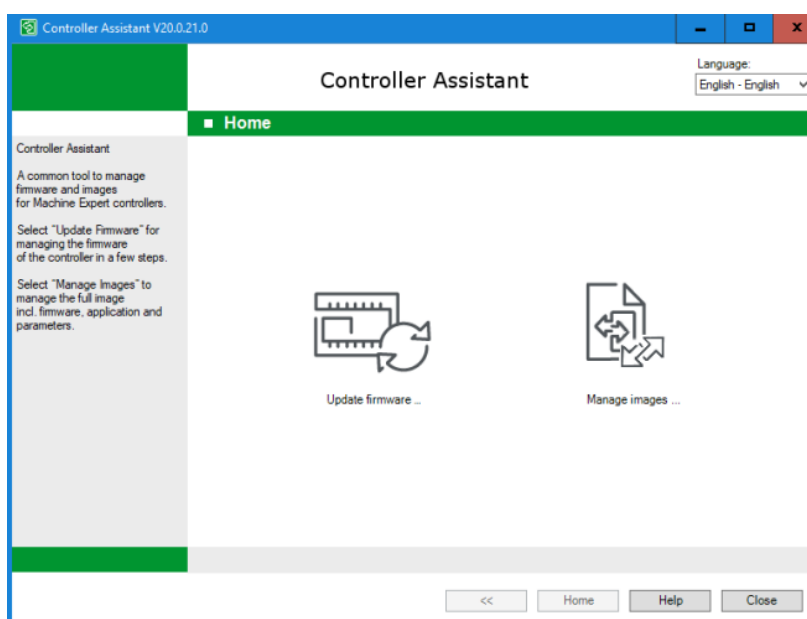 Controller Assistant V20.0.21.0
Controller Assistant
Language:
English - English
Home
Controller Assistant
A common tool to manage
firmware and images
for Machine Expert controllers.
Select "Update Firmware" for
managing the firmware
of the controller in a few steps.
Select "Manage Images" to
manage the full image
incl. firmware, application and
parameters.
Update firmware ...
Manage images ...
<<
Home
Help
Close